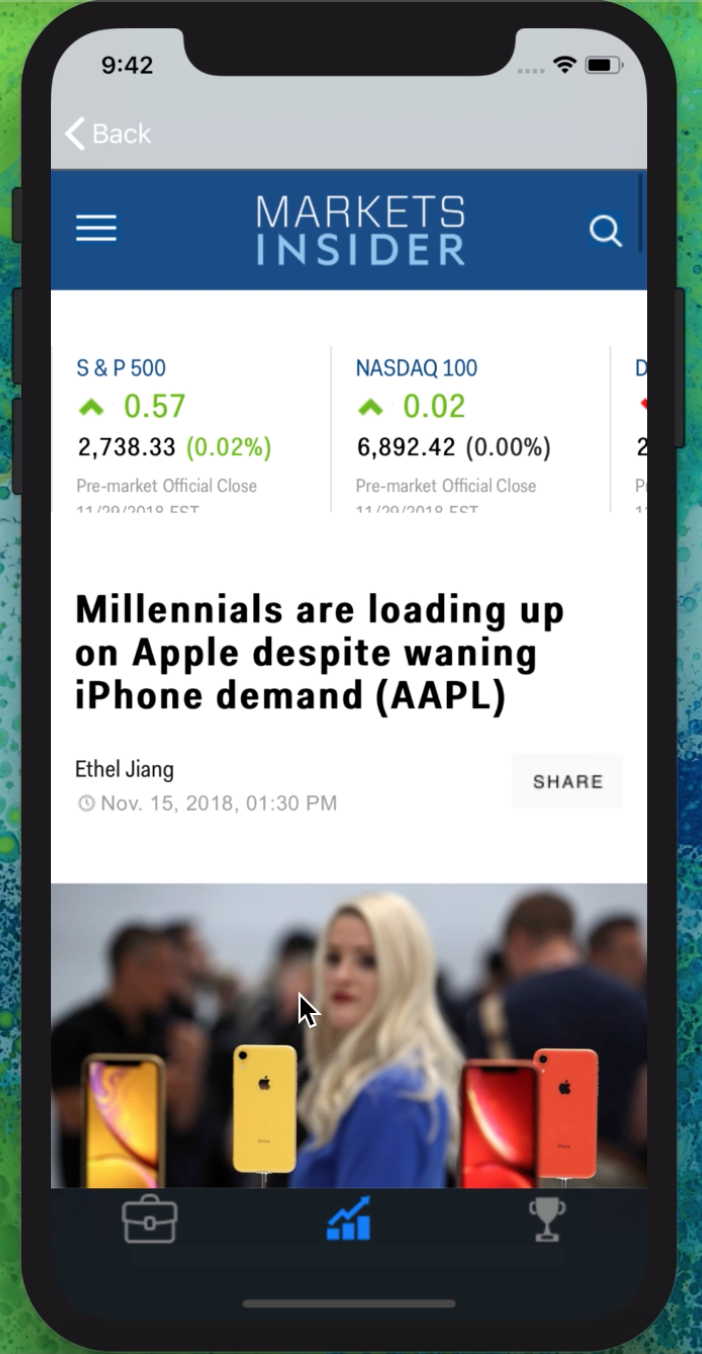 9:42
Back
MARKETS
INSIDER
S & P 500
0.57
2,738.33 (0.02%)
Pre-market Official Close
11/29/2018 EST
NASDAQ 100
0.02
6,892.42 (0.00%)
Pre-market Official Close
11/29/2018 EST
D
2
Millennials are loading up
on Apple despite waning
iPhone demand (AAPL)
Ethel Jiang
Nov. 15, 2018, 01:30 PM
SHARE
iPhone
iPhone